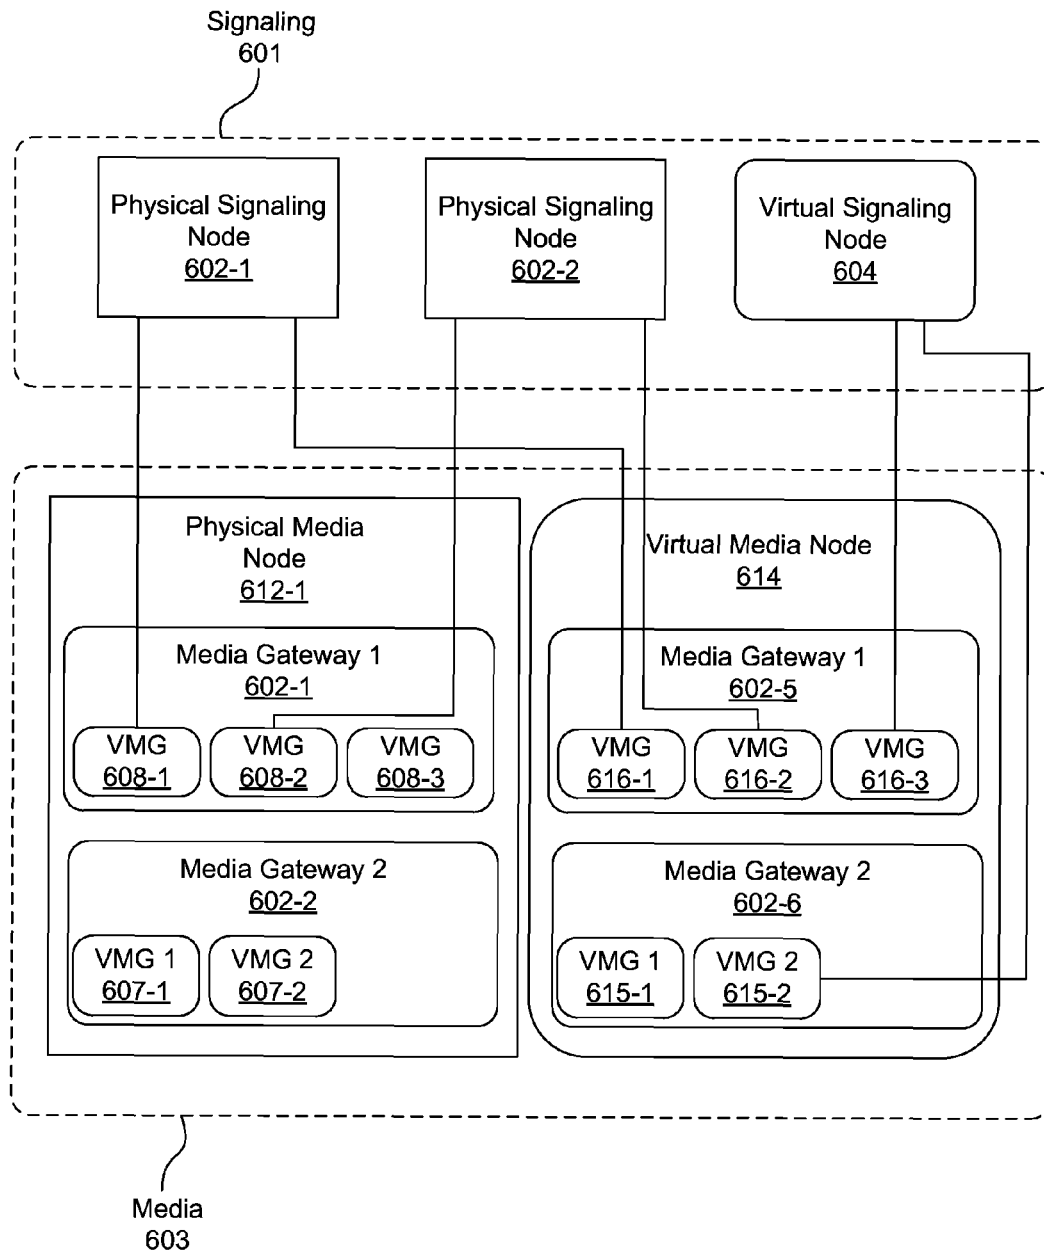 Signaling
601
Physical Signaling
Node
602-1
Physical Signaling
Node
602-2
Virtual Signaling
Node
604
Physical Media
Node
612-1
Virtual Media Node
614
Media Gateway 1
602-1
VMG
608-1
VMG
608-2
VMG
608-3
Media Gateway 1
602-5
VMG
616-1
VMG
616-2
VMG
616-3
Media Gateway 2
602-2
VMG 1
607-1
VMG 2
607-2
Media Gateway 2
602-6
VMG 1
615-1
VMG 2
615-2
Media
603